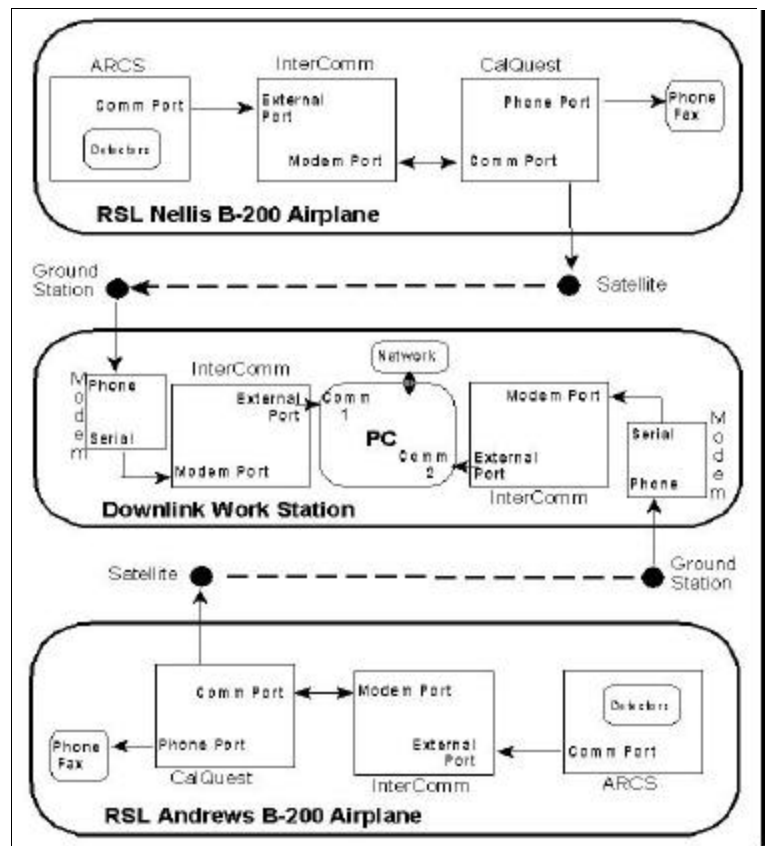 ARCS
InterComm
CalQuest
Comm Port
External
Port
Phone Port
Phone
Fax
Detectors
Modem Port
Comm Port
RSL Nellis B-200 Airplane
Ground
Station
Satellite
Modem
Phone
Serial
InterComm
External
Port
Modem Port
Network
Comm
1
PC
Comm
2
Modem Port
External
Port
InterComm
Serial
Phone
Modem
Downlink Work Station
Satellite
Ground
Station
Comm Port
Phone Port
Phone
Fax
CalQuest
Modem Port
External
Port
InterComm
Detectors
Comm Port
ARCS
RSL Andrews B-200 Airplane